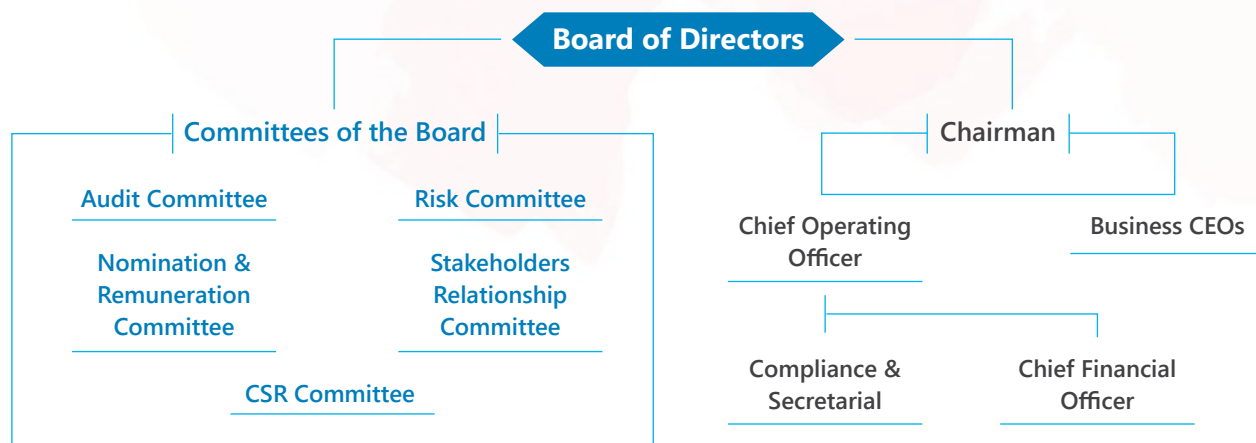 Board of Directors
Committees of the Board
Audit Committee
Risk Committee
Nomination &
Remuneration
Committee
Stakeholders
Relationship
Committee
CSR Committee
Chairman
Chief Operating
Officer
Business CEOs
Compliance &
Secretarial
Chief Financial
Officer